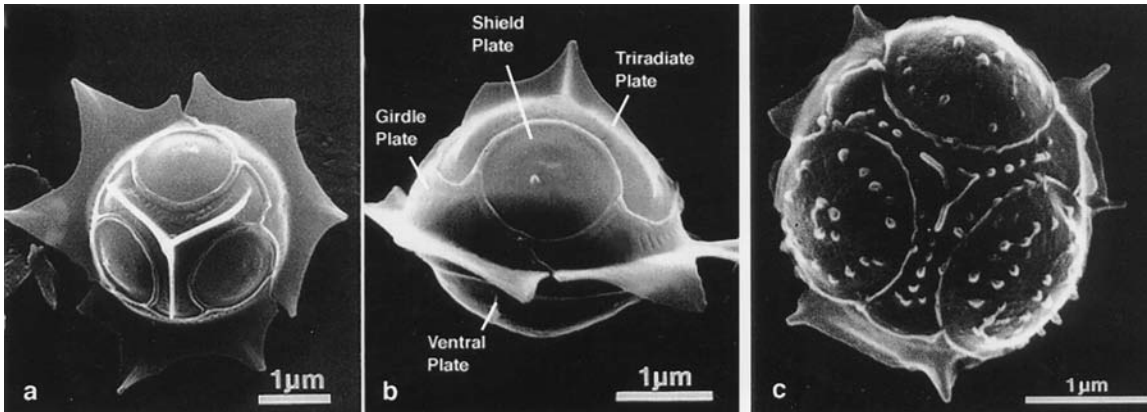 Shield
Plate
Triradiate
Plate
Girdle
Plate
Ventral
Plate
a
1µm
b
1µm
c
1µm